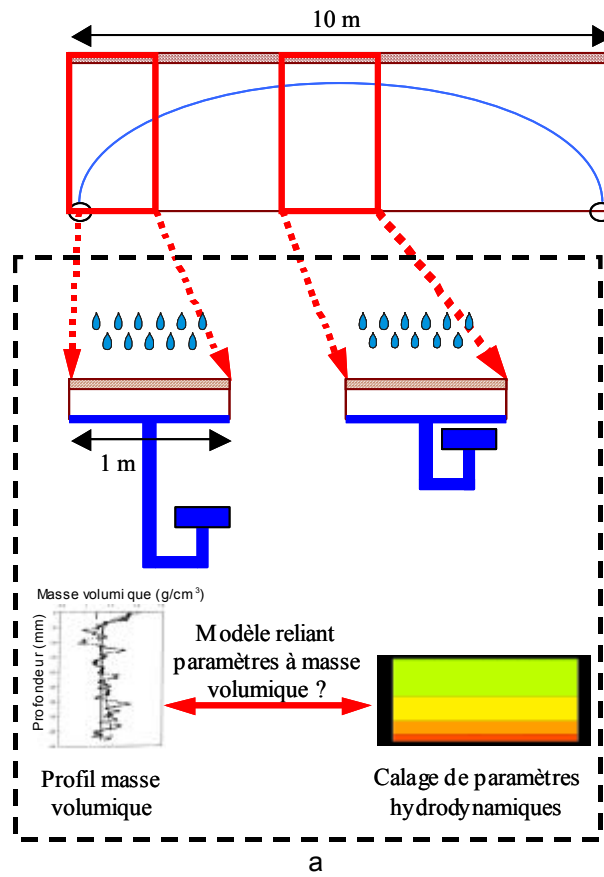 10 m
1 m
Masse volumique (g/cm³)
Profondeur (mm)
Modèle reliant
paramètres à masse
volumique ?
Profil masse
volumique
Calage de paramètres
hydrodynamiques
a